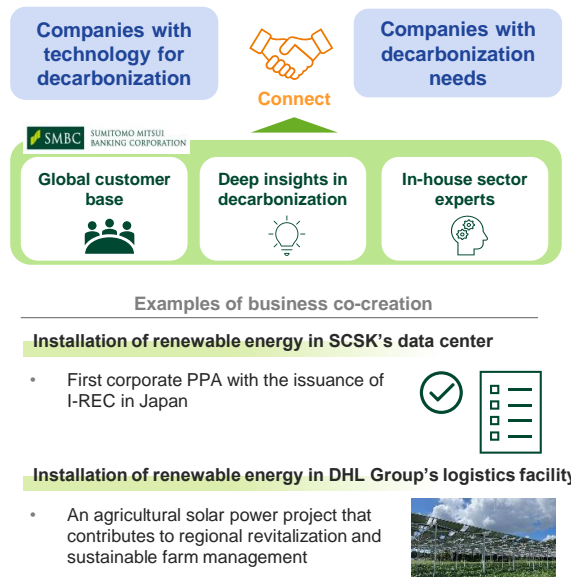 Companies with
technology for
decarbonization
Connect
Companies with
decarbonization
needs
SMBC
SUMITOMO MITSUI
BANKING CORPORATION
Global customer
base
Deep insights in
decarbonization
In-house sector
experts
Examples of business co-creation
Installation of renewable energy in SCSK's data center
• First corporate PPA with the issuance of
I-REC in Japan
Installation of renewable energy in DHL Group's logistics facility
• An agricultural solar power project that
contributes to regional revitalization and
sustainable farm management